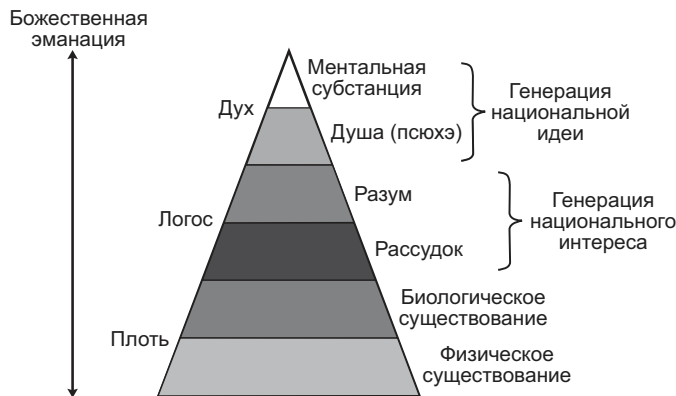 Божественная
эманация
Ментальная
субстанция
Генерация
национальной
идеи
Дух
Душа (псюхэ)
Разум
Генерация
национального
интереса
Логос
Рассудок
Биологическое
существование
Плоть
Физическое
существование